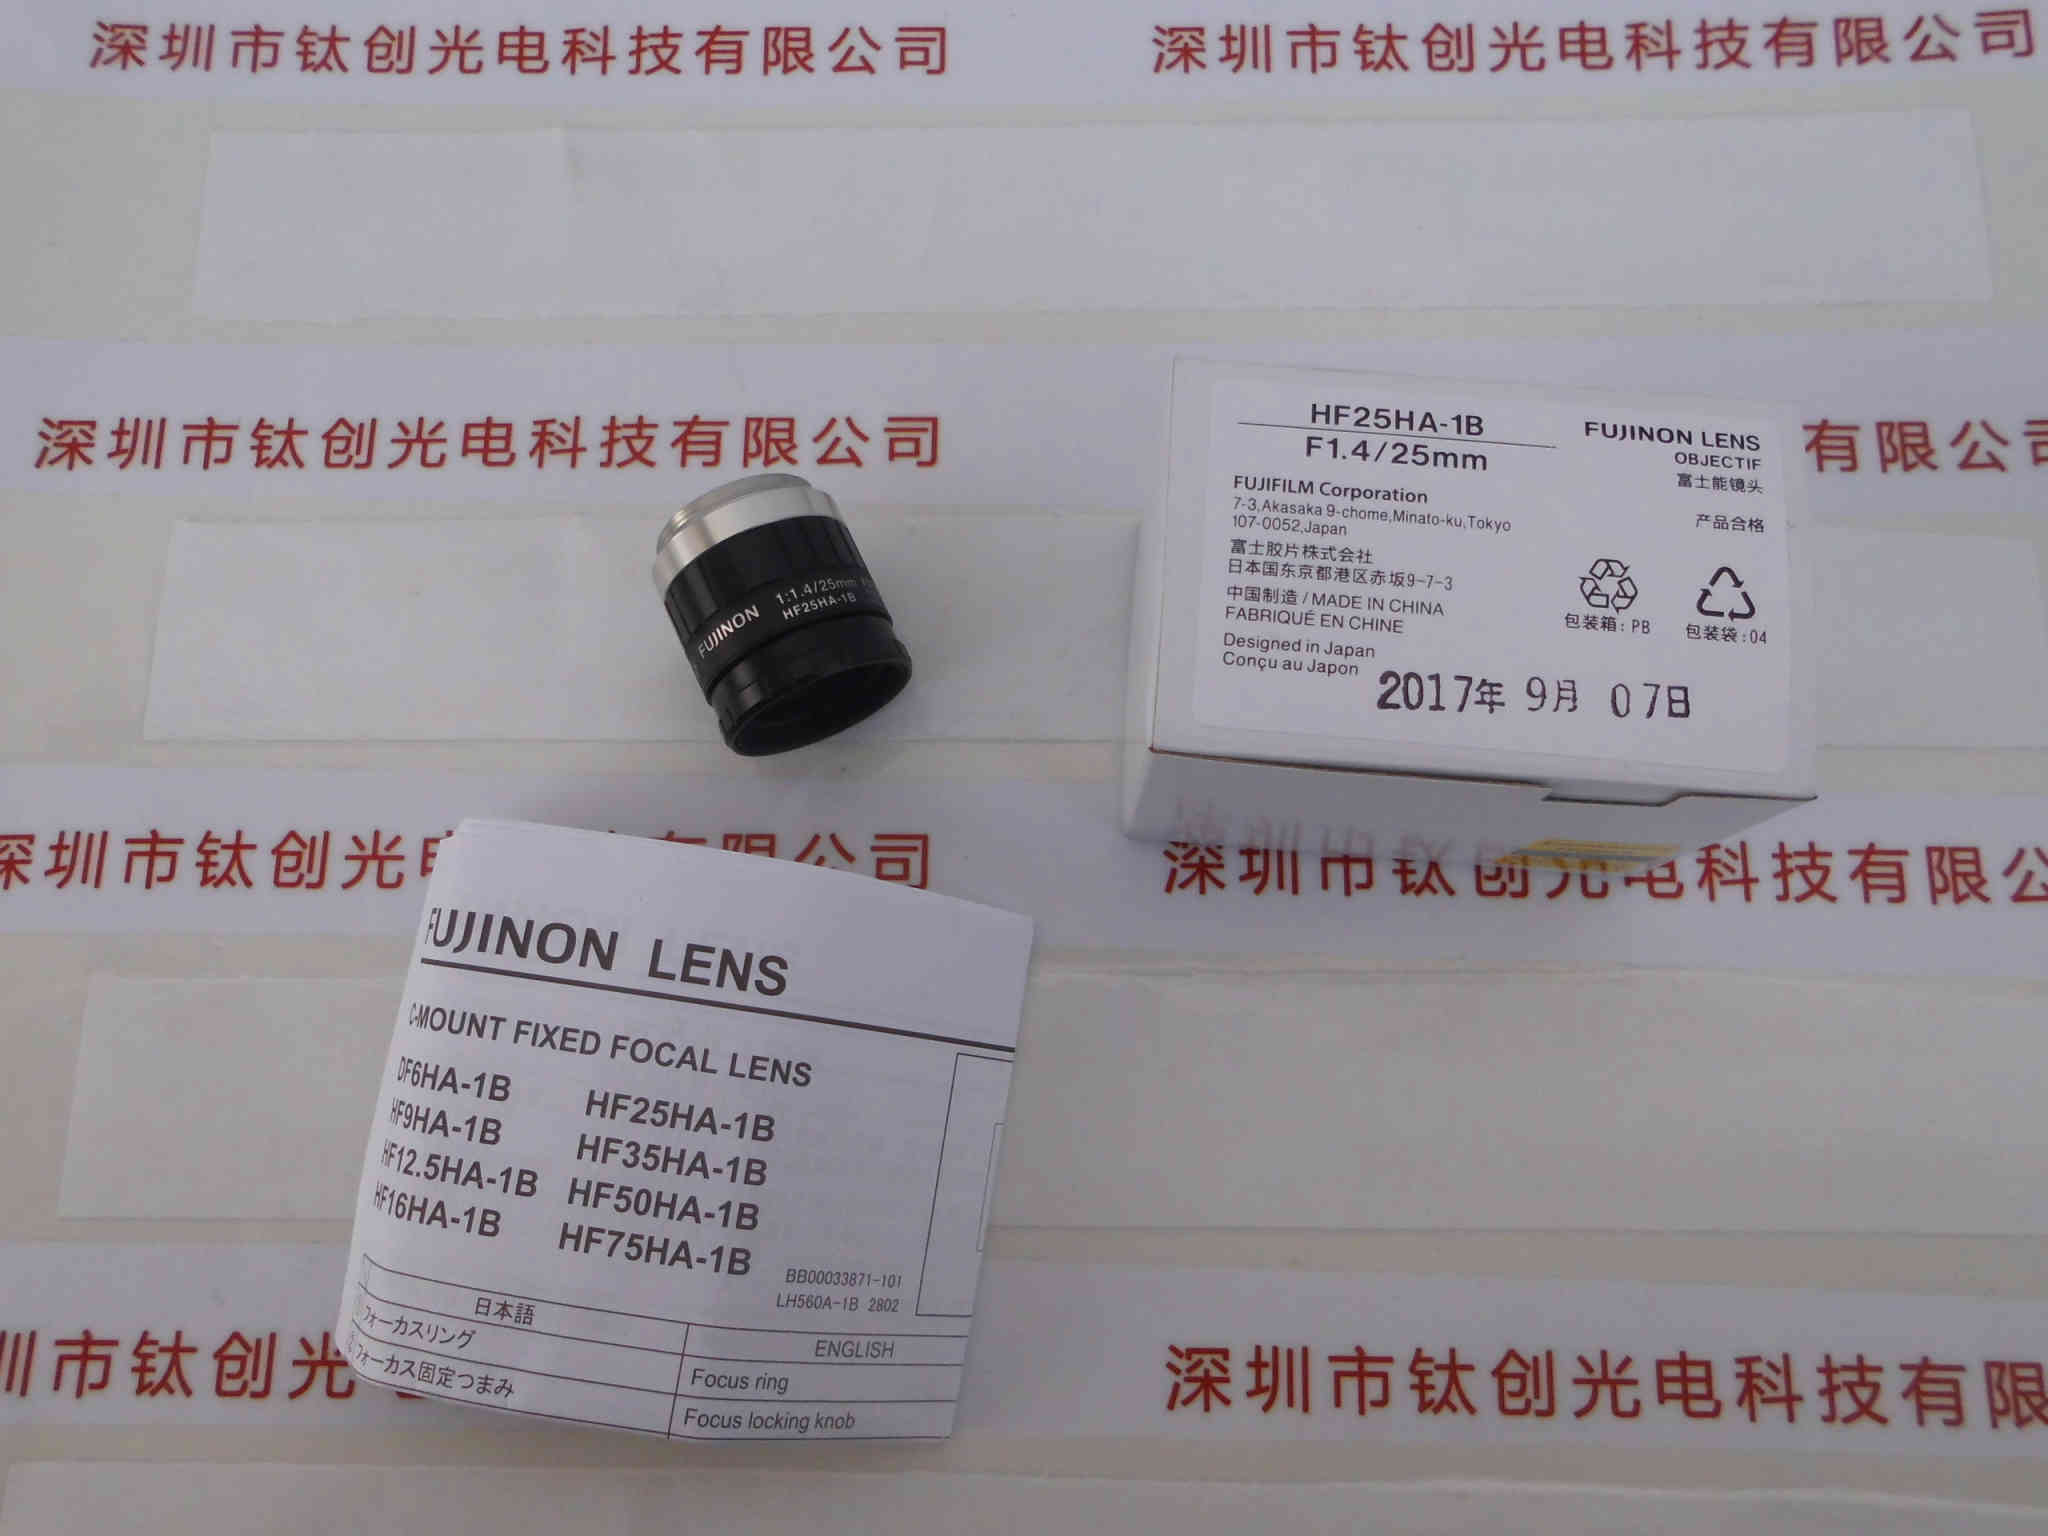 深圳市钛创光电科技有限公司
深圳市钛创光电科技有限公司
深圳市钛创光电科技有限公司
有限公
HF25HA-1B
F1.4/25mm
FUJINON LENS
OBJECTIF
富士能镜头
产品合格
FUJIFILM Corporation
7-3,Akasaka 9-chome,Minato-ku,Tokyo
107-0052,Japan
富士胶片株式会社
日本国东京都港区赤坂9-7-3
中国制造 / MADE IN CHINA
FABRIQUÉ EN CHINE
Designed in Japan
Conçu au Japon
包装箱: PB
包装袋: 04
2017年 9月 07日
FUJINON
1:1.4/25mm
HF25HA-1B
深圳市钛创光
有限公司
深圳市钛创光电科技有限公
FUJINON LENS
C-MOUNT FIXED FOCAL LENS
DF6HA-1B
HF9HA-1B
HF12.5HA-1B
HF16HA-1B
HF25HA-1B
HF35HA-1B
HF50HA-1B
HF75HA-1B
BB00033871-101
LH560A-1B 2802
日本語
ENGLISH
フォーカスリング
Focus ring
フォーカス固定つまみ
Focus locking knob
圳市钛创光
深圳市钛创光电科技有限